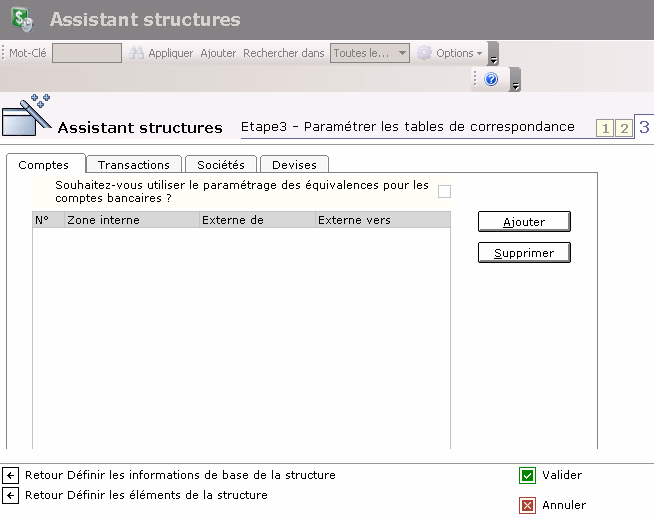 Assistant structures
Mot-Clé Appliquer Ajouter Rechercher dans Toutes le... Options
Assistant structures Etape3 - Paramétrer les tables de correspondance 1 2 3
Comptes Transactions Sociétés Devises
Souhaitez-vous utiliser le paramétrage des équivalences pour les
comptes bancaires ?
N° Zone interne Externe de Externe vers
Ajouter
Supprimer
Retour Définir les informations de base de la structure
Valider
Retour Définir les éléments de la structure
Annuler